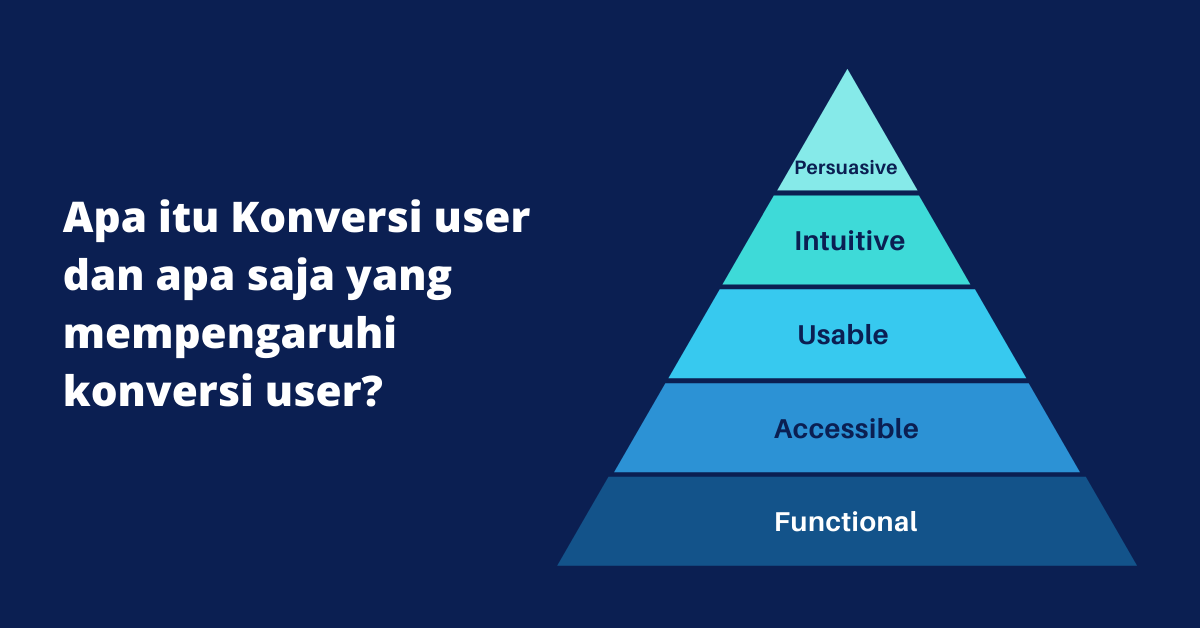 Apa itu Konversi user
dan apa saja yang
mempengaruhi
konversi user?
Persuasive
Intuitive
Usable
Accessible
Functional